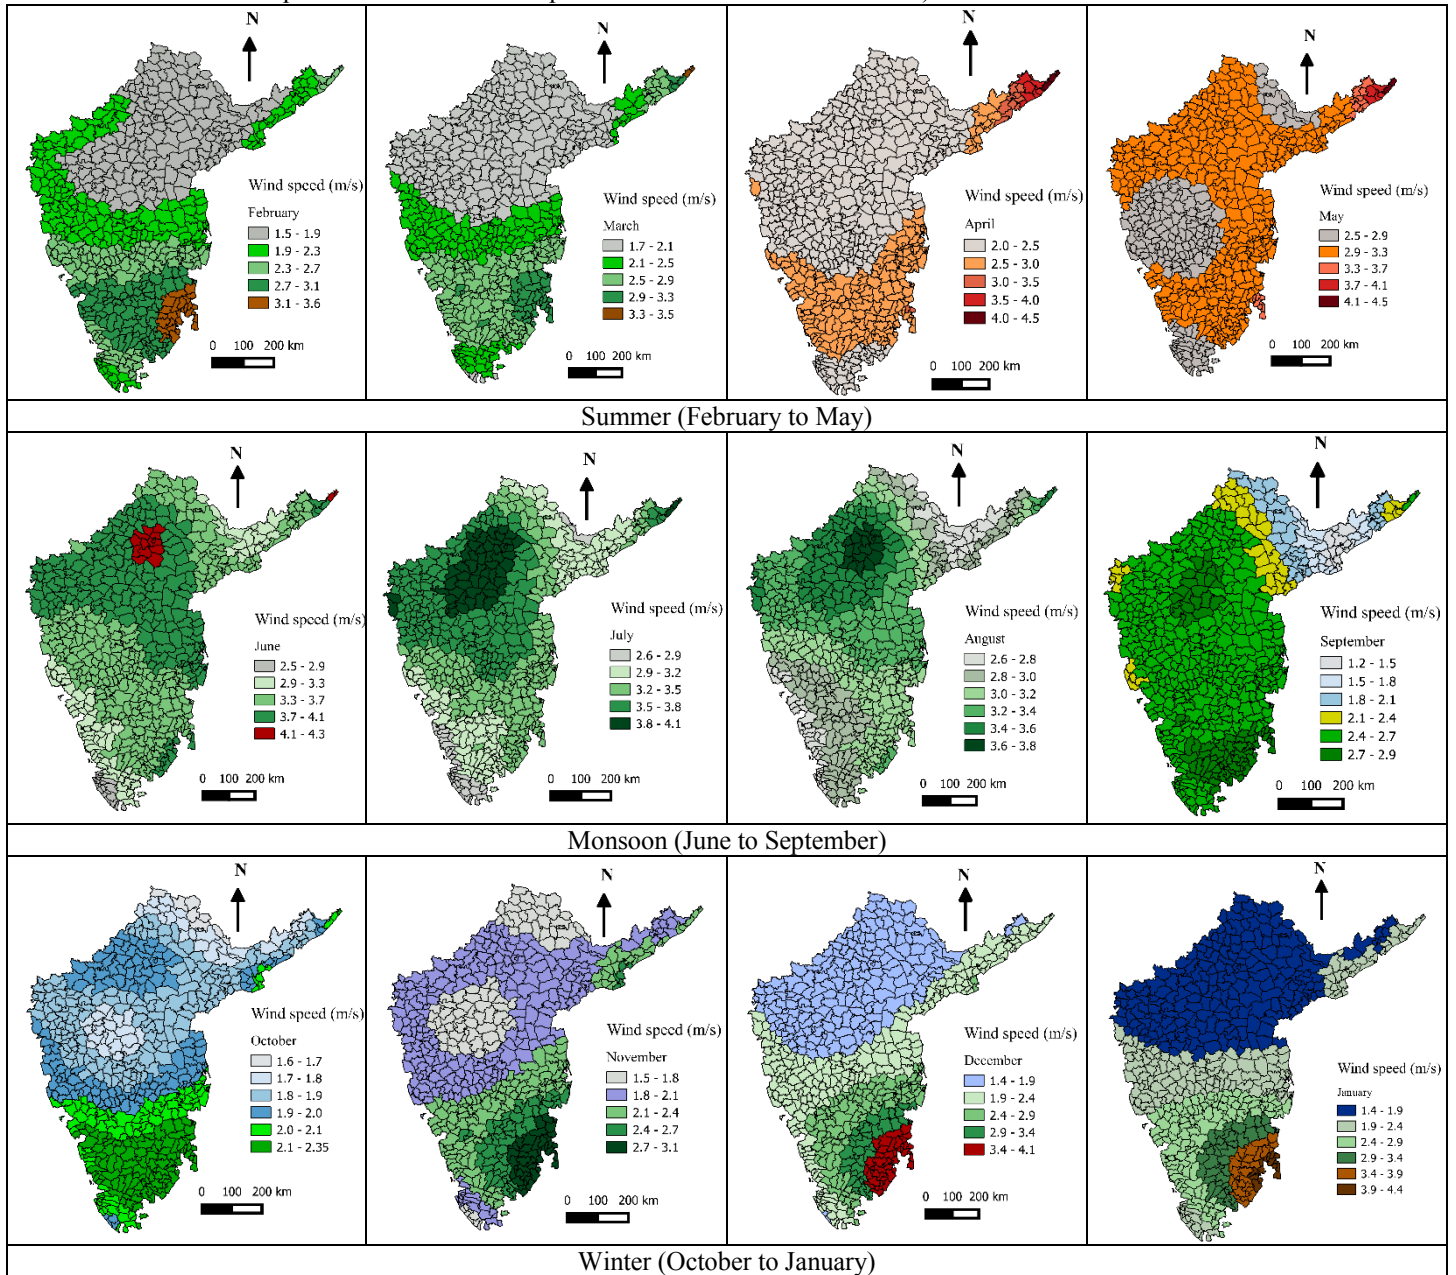 N
Wind speed (m/s)
February
1.5 - 1.9
1.9 - 2.3
2.3 - 2.7
2.7 - 3.1
3.1 - 3.6
0 100 200 km
N
Wind speed (m/s)
March
1.7 - 2.1
2.1 - 2.5
2.5 - 2.9
2.9 - 3.3
3.3 - 3.5
0 100 200 km
N
Wind speed (m/s)
April
2.0 - 2.5
2.5 - 3.0
3.0 - 3.5
3.5 - 4.0
4.0 - 4.5
0 100 200 km
N
Wind speed (m/s)
May
2.5 - 2.9
2.9 - 3.3
3.3 - 3.7
3.7 - 4.1
4.1 - 4.5
0 100 200 km
Summer (February to May)
N
Wind speed (m/s)
June
2.5 - 2.9
2.9 - 3.3
3.3 - 3.7
3.7 - 4.1
4.1 - 4.3
0 100 200 km
N
Wind speed (m/s)
July
2.6 - 2.9
2.9 - 3.2
3.2 - 3.5
3.5 - 3.8
3.8 - 4.1
0 100 200 km
N
Wind speed (m/s)
August
2.6 - 2.8
2.8 - 3.0
3.0 - 3.2
3.2 - 3.4
3.4 - 3.6
3.6 - 3.8
0 100 200 km
N
Wind speed (m/s)
September
1.2 - 1.5
1.5 - 1.8
1.8 - 2.1
2.1 - 2.4
2.4 - 2.7
2.7 - 2.9
0 100 200 km
Monsoon (June to September)
N
Wind speed (m/s)
October
1.6 - 1.7
1.7 - 1.8
1.8 - 1.9
1.9 - 2.0
2.0 - 2.1
2.1 - 2.35
0 100 200 km
N
Wind speed (m/s)
November
1.5 - 1.8
1.8 - 2.1
2.1 - 2.4
2.4 - 2.7
2.7 - 3.1
0 100 200 km
N
Wind speed (m/s)
December
1.4 - 1.9
1.9 - 2.4
2.4 - 2.9
2.9 - 3.4
3.4 - 4.1
0 100 200 km
N
Wind speed (m/s)
January
1.4 - 1.9
1.9 - 2.4
2.4 - 2.9
2.9 - 3.4
3.4 - 3.9
3.9 - 4.4
0 100 200 km
Winter (October to January)